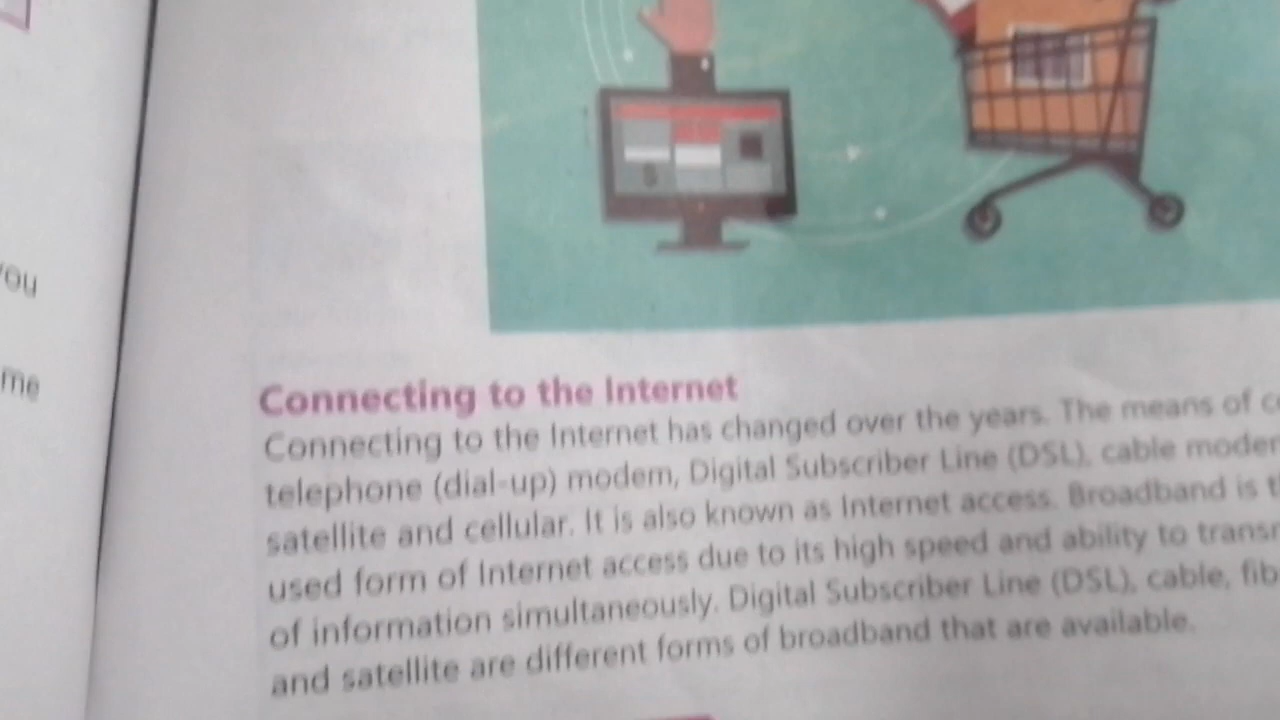 you
me
Connecting to the Internet
Connecting to the Internet has changed over the years. The means of
telephone (dial-up) modem, Digital Subscriber Line (DSL), cable
satellite and cellular. It is also known as Internet access. Broadband is
used form of Internet access due to its high speed and ability to
of information simultaneously. Digital Subscriber Line (DSL), cable,
and satellite are different forms of broadband that are available.